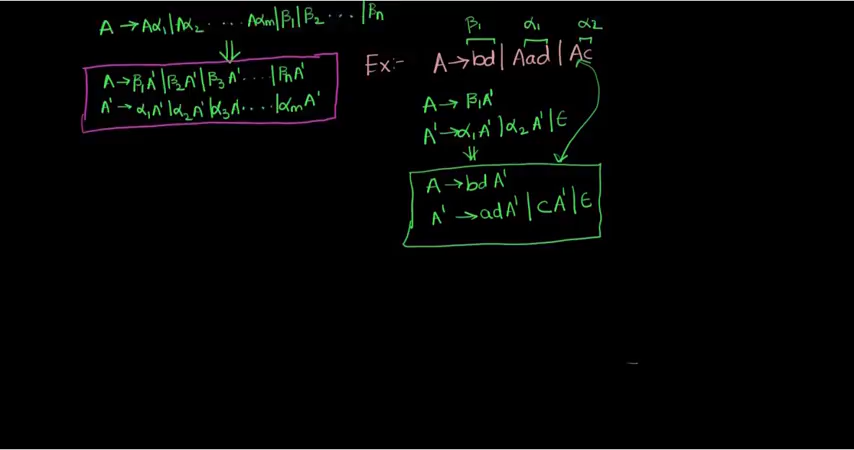 A → Aα₁|Aα₂ ..... Aαm|β₁|β₂ ... |βn
⇓
A → β₁A'|β₂A'|β₃A' .... |βnA'
A' → α₁A'|α₂A'|α₃A .... |αmA'
β₁ α₁ α₂
Ex:- A → bd | Aad | Ac
A → β₁A'
A' → α₁A' | α₂A' | ϵ
⇓
A → bdA'
A' → adA' | cA' | ϵ